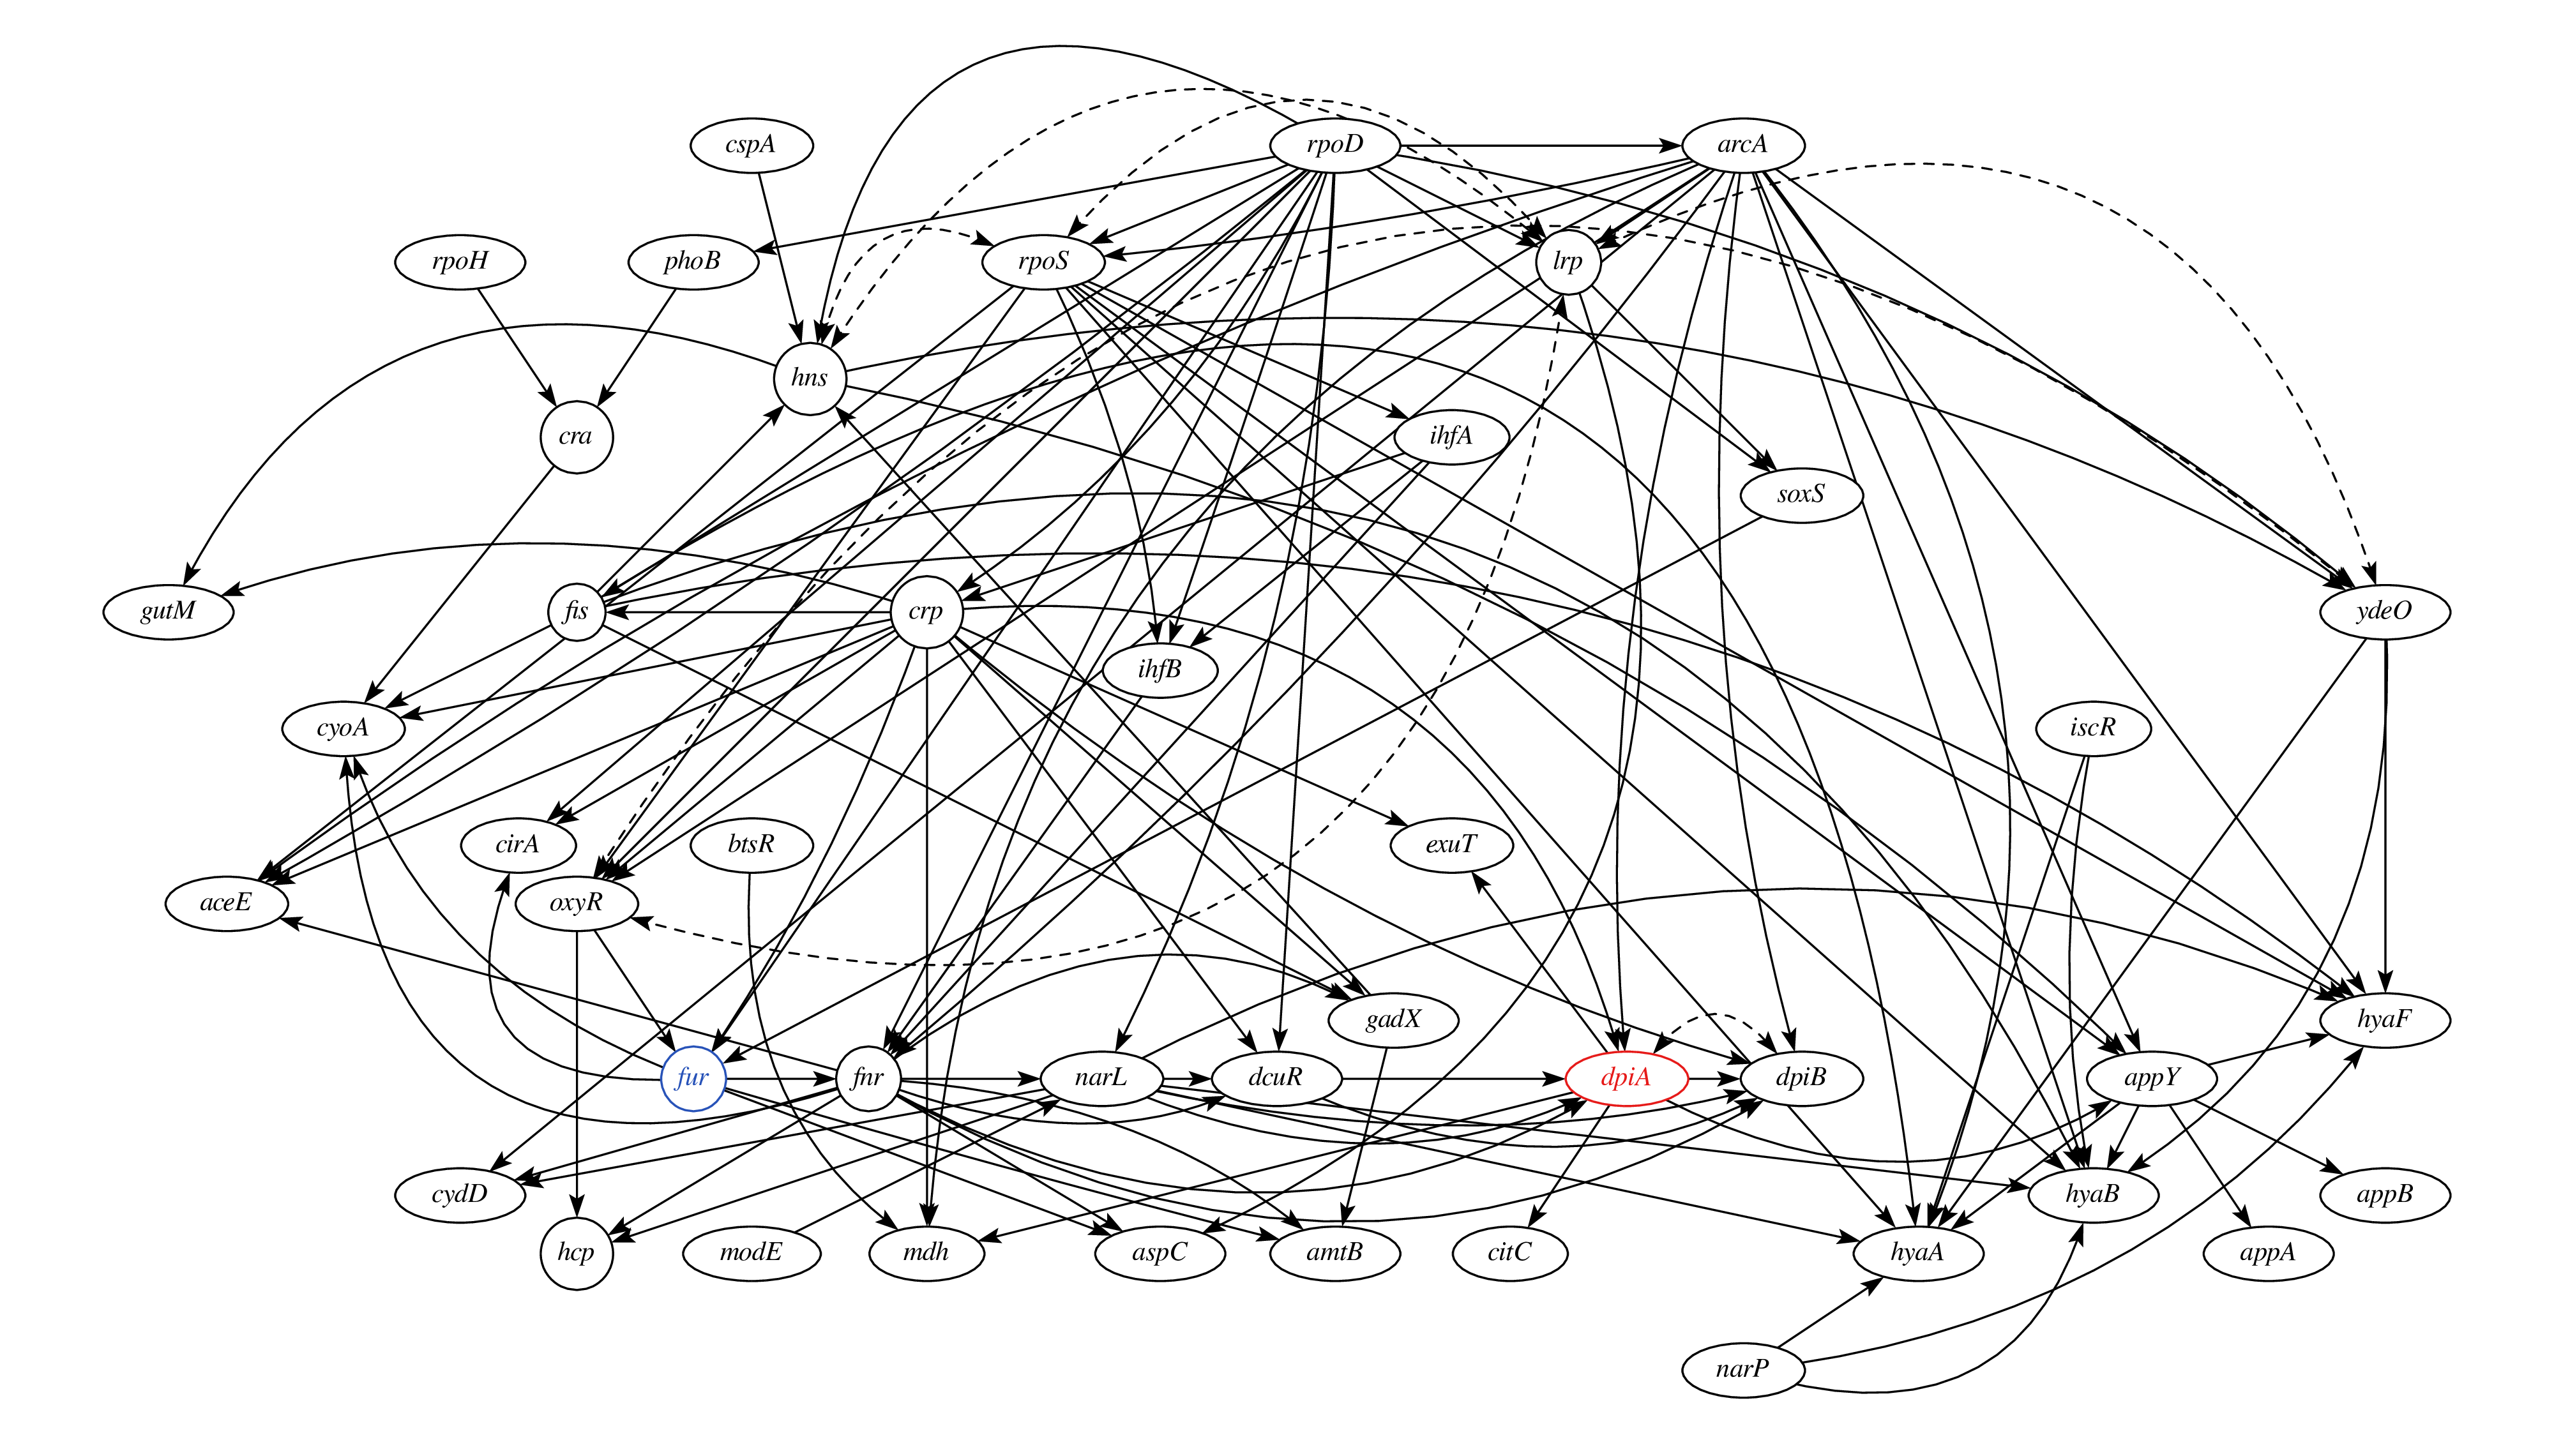 cspA
rpoD
arcA
rpoH
phoB
rpoS
lrp
hns
cra
ihfA
soxS
gutM
fis
crp
ihfB
ydeO
cyoA
iscR
cirA
btsR
exuT
aceE
oxyR
gadX
hyaF
fur
fnr
narL
dcuR
dpiA
dpiB
appY
cydD
hyaB
appB
hcp
modE
mdh
aspC
amtB
citC
hyaA
appA
narP